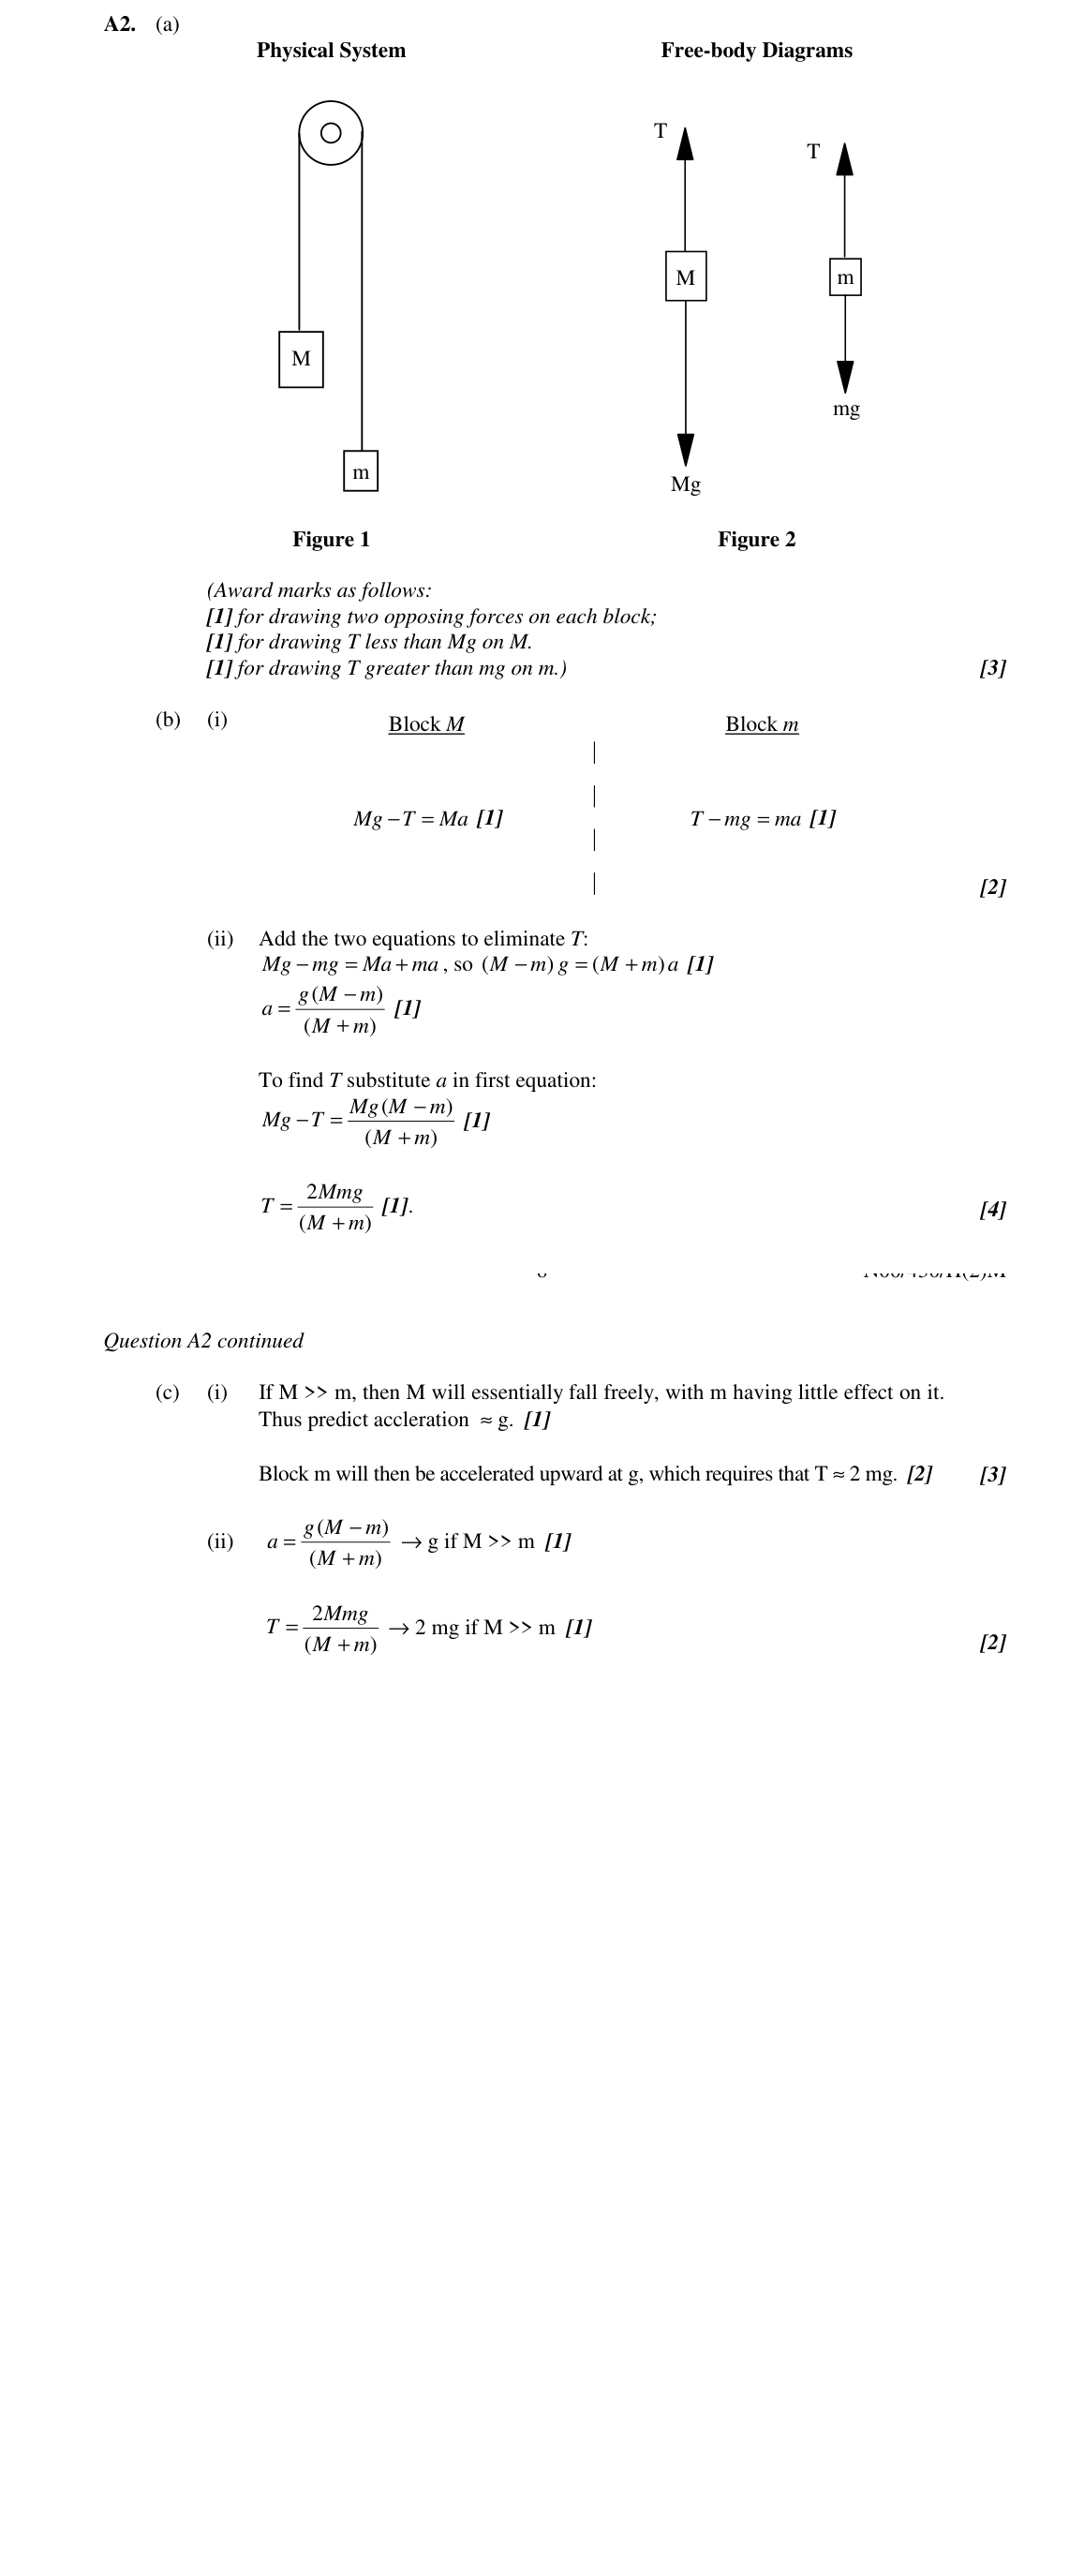 A2. (a)
Physical System Free-body Diagrams
T
T
M
m
M
mg
m
Mg
Figure 1 Figure 2
(Award marks as follows:
[1] for drawing two opposing forces on each block;
[1] for drawing T less than Mg on M.
[1] for drawing T greater than mg on m.) [3]
(b) (i) Block M Block m
Mg − T = Ma [1] T − mg = ma [1]
[2]
(ii) Add the two equations to eliminate T:
Mg − mg = Ma + ma , so (M − m) g = (M + m) a [1]
a = g(M − m) / (M + m) [1]
To find T substitute a in first equation:
Mg − T = Mg(M − m) / (M + m) [1]
T = 2Mmg / (M + m) [1]. [4]
Question A2 continued
(c) (i) If M >> m, then M will essentially fall freely, with m having little effect on it.
Thus predict accleration ≈ g. [1]
Block m will then be accelerated upward at g, which requires that T ≈ 2 mg. [2] [3]
(ii) a = g(M − m) / (M + m) → g if M >> m [1]
T = 2Mmg / (M + m) → 2 mg if M >> m [1]
[2]